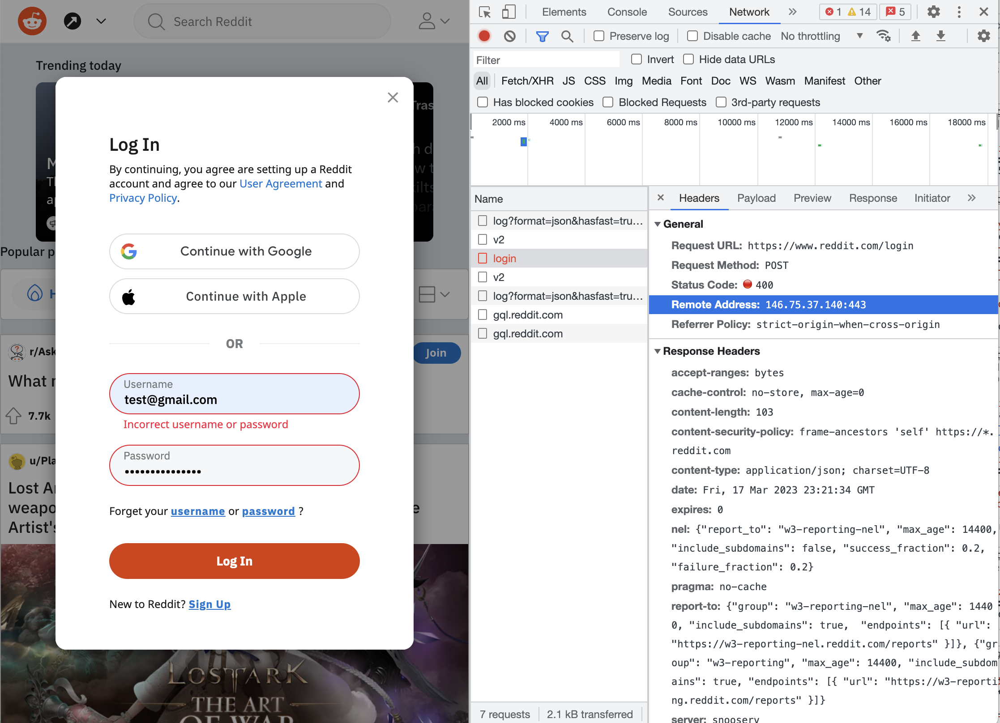 Search Reddit
Trending today
Tras
Popular p
Log In
By continuing, you agree are setting up a Reddit
account and agree to our User Agreement and
Privacy Policy.
Continue with Google
Continue with Apple
OR
r/Ask
Join
What
Username
test@gmail.com
7.7k
Incorrect username or password
Password
•••••••••••••••
u/Pla
Lost Ar
weapo
Artist's
Forget your username or password ?
Log In
New to Reddit? Sign Up
LOST ARK
THE ART
OF WAR
Elements Console Sources Network » 1 14 5
Preserve log Disable cache No throttling
Filter Invert Hide data URLs
All Fetch/XHR JS CSS Img Media Font Doc WS Wasm Manifest Other
Has blocked cookies Blocked Requests 3rd-party requests
2000 ms 4000 ms 6000 ms 8000 ms 10000 ms 12000 ms 14000 ms 16000 ms 18000 ms
Name
log?format=json&hasfast=tru…
v2
login
v2
log?format=json&hasfast=tru…
gql.reddit.com
gql.reddit.com
7 requests 2.1 kB transferred
× Headers Payload Preview Response Initiator »
General
Request URL: https://www.reddit.com/login
Request Method: POST
Status Code: 400
Remote Address: 146.75.37.140:443
Referrer Policy: strict-origin-when-cross-origin
Response Headers
accept-ranges: bytes
cache-control: no-store, max-age=0
content-length: 103
content-security-policy: frame-ancestors 'self' https://*.
reddit.com
content-type: application/json; charset=UTF-8
date: Fri, 17 Mar 2023 23:21:34 GMT
expires: 0
nel: {"report_to": "w3-reporting-nel", "max_age": 14400,
"include_subdomains": false, "success_fraction": 0.2,
"failure_fraction": 0.2}
pragma: no-cache
report-to: {"group": "w3-reporting-nel", "max_age": 1440
0, "include_subdomains": true,  "endpoints": [{ "url":
"https://w3-reporting-nel.reddit.com/reports" }]}, {"gr
oup": "w3-reporting", "max_age": 14400, "include_subdom
ains": true, "endpoints": [{ "url": "https://w3-reporti
ng.reddit.com/reports" }]}
server: snooserv